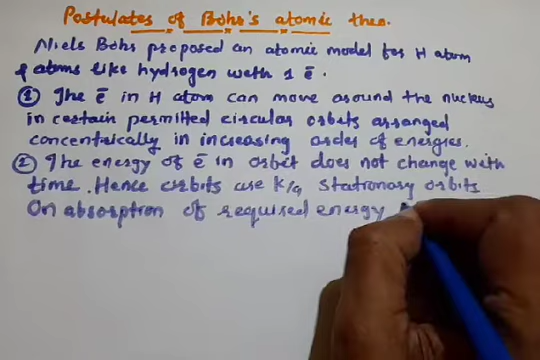 Postulates of Bohr's atomic theo.
Niels Bohr proposed an atomic model for H atom
& atoms like hydrogen with 1 ē.
① The ē in H atom can move around the nucleus
in certain permitted circular orbits arranged
concentrically in increasing order of energies.
② The energy of ē in orbit does not change with
time. Hence orbits are K/a stationary orbits
On absorption of required energy